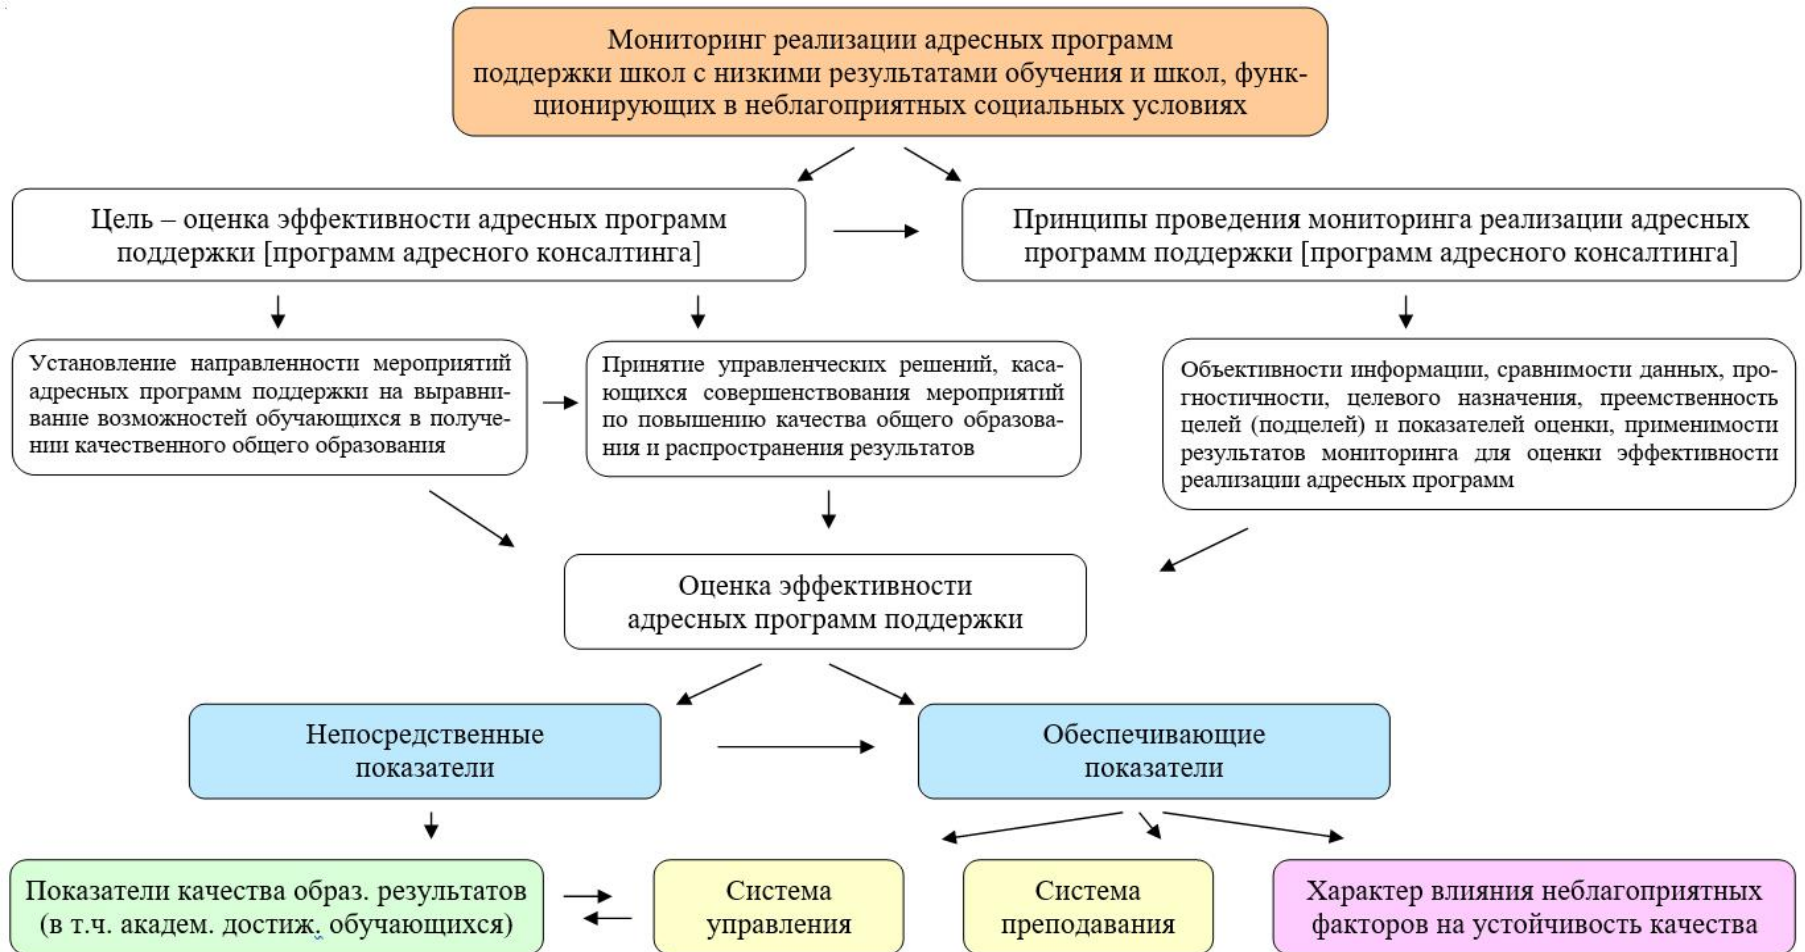 Мониторинг реализации адресных программ
поддержки школ с низкими результатами обучения и школ, функ-
ционирующих в неблагоприятных социальных условиях
Цель – оценка эффективности адресных программ
поддержки [программ адресного консалтинга]
Принципы проведения мониторинга реализации адресных
программ поддержки [программ адресного консалтинга]
Установление направленности мероприятий
адресных программ поддержки на выравни-
вание возможностей обучающихся в получе-
нии качественного общего образования
Принятие управленческих решений, каса-
ющихся совершенствования мероприятий
по повышению качества общего образова-
ния и распространения результатов
Объективности информации, сравнимости данных, про-
гностичности, целевого назначения, преемственность
целей (подцелей) и показателей оценки, применимости
результатов мониторинга для оценки эффективности
реализации адресных программ
Оценка эффективности
адресных программ поддержки
Непосредственные
показатели
Обеспечивающие
показатели
Показатели качества образ. результатов
(в т.ч. академ. достиж. обучающихся)
Система
управления
Система
преподавания
Характер влияния неблагоприятных
факторов на устойчивость качества